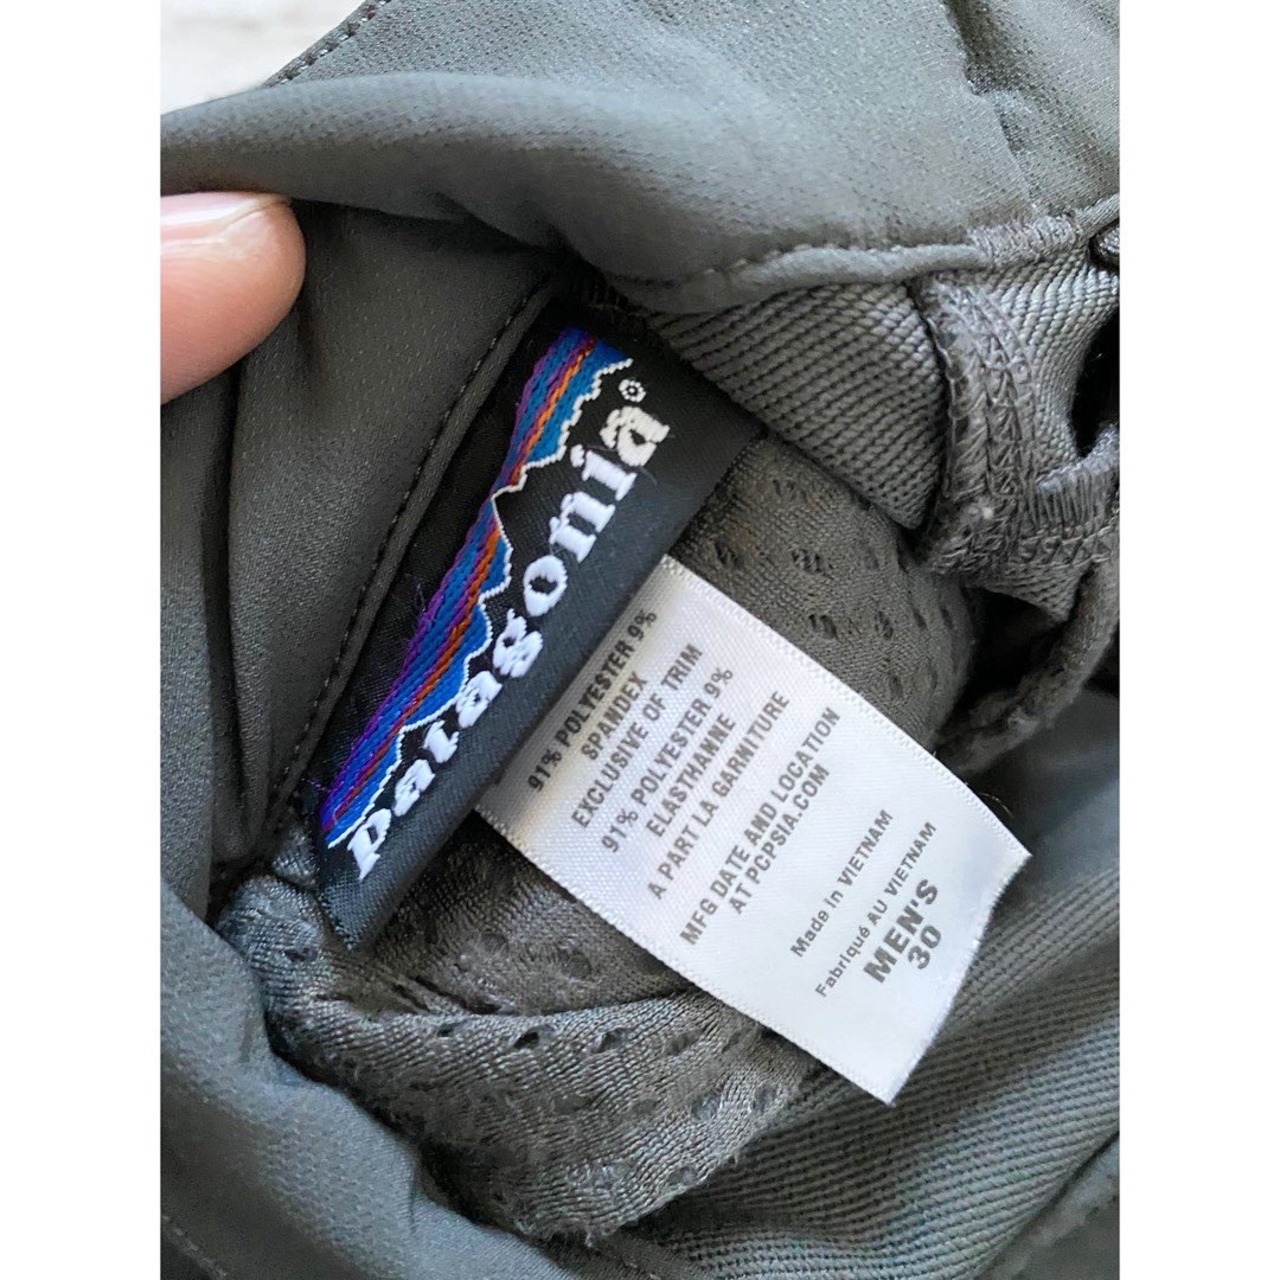 patagonia®
91% POLYESTER 9%
SPANDEX
EXCLUSIVE OF TRIM
91% POLYESTER 9%
ELASTHANNE
A PART LA GARNITURE
MFG DATE AND LOCATION
AT PCPSIA.COM
Made in VIETNAM
Fabriqué AU VIETNAM
MEN'S
30